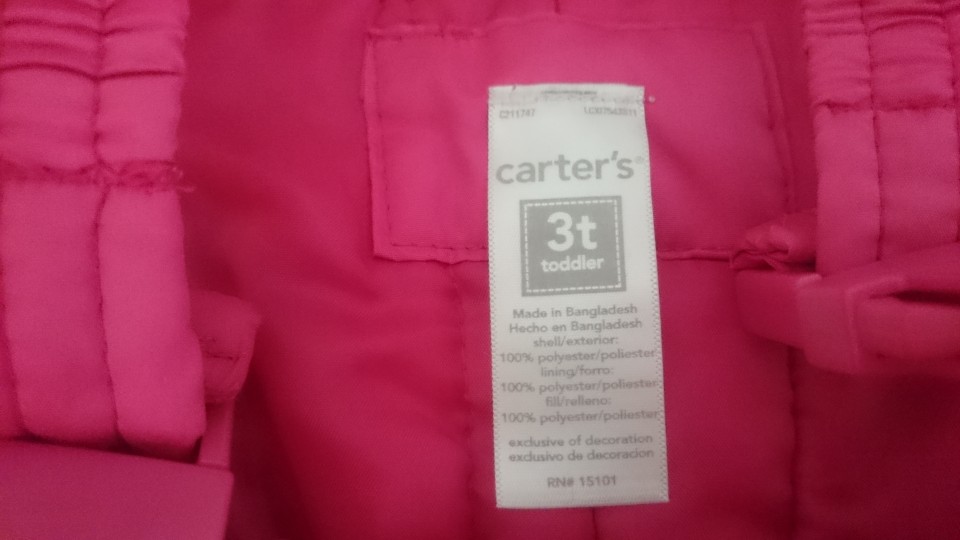 C211747
carter's®
3t
toddler
Made in Bangladesh
Hecho en Bangladesh
shell/exterior:
100% polyester/poliester
lining/forro:
100% polyester/poliester
fill/relleno:
100% polyester/poliester
exclusive of decoration
exclusivo de decoracion
RN# 15101